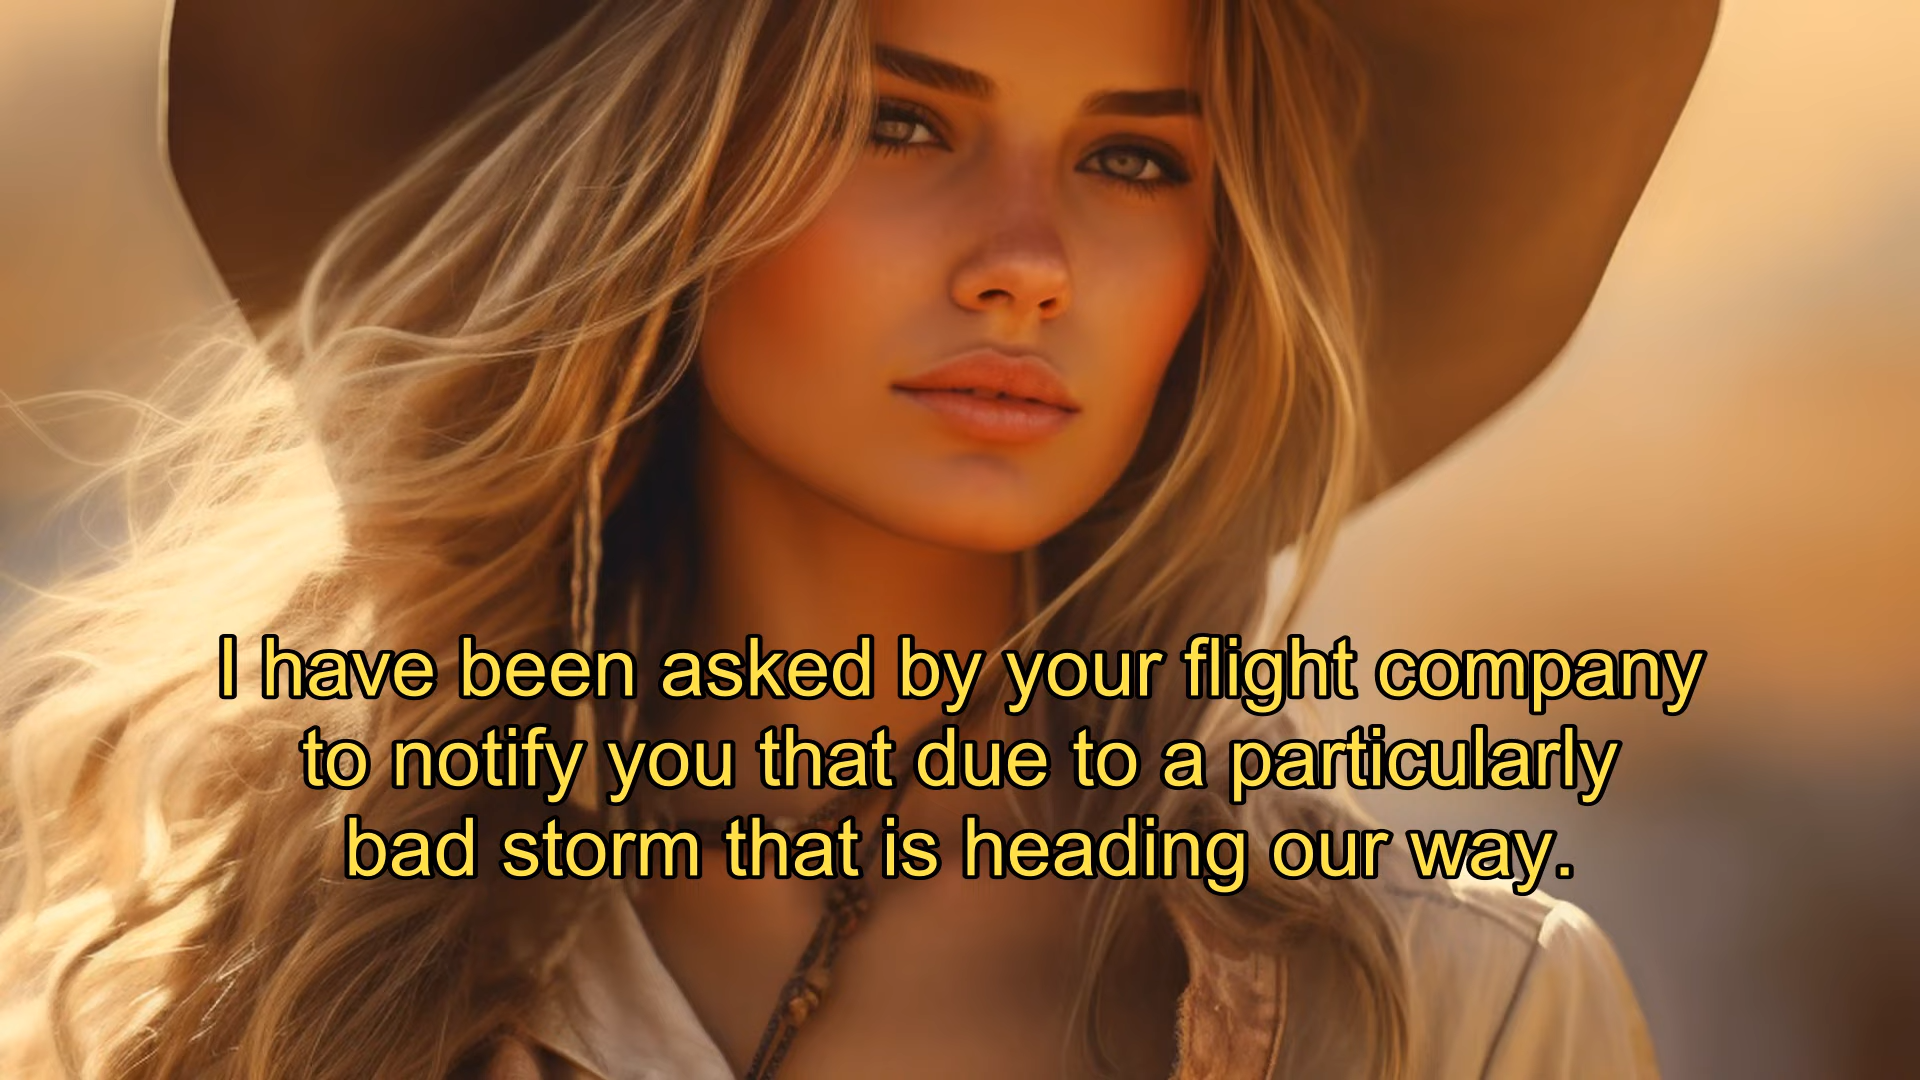 I have been asked by your flight company
to notify you that due to a particularly
bad storm that is heading our way.